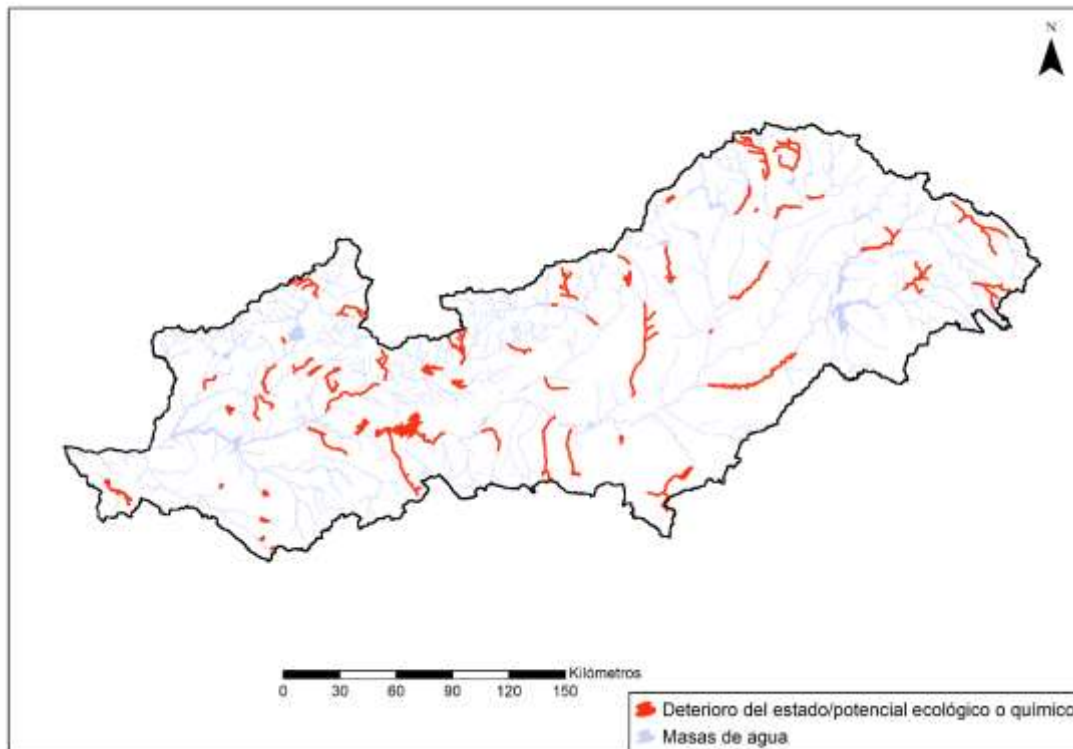 N
Kilómetros
0 30 60 90 120 150
Deterioro del estado/potencial ecológico o químico
Masas de agua